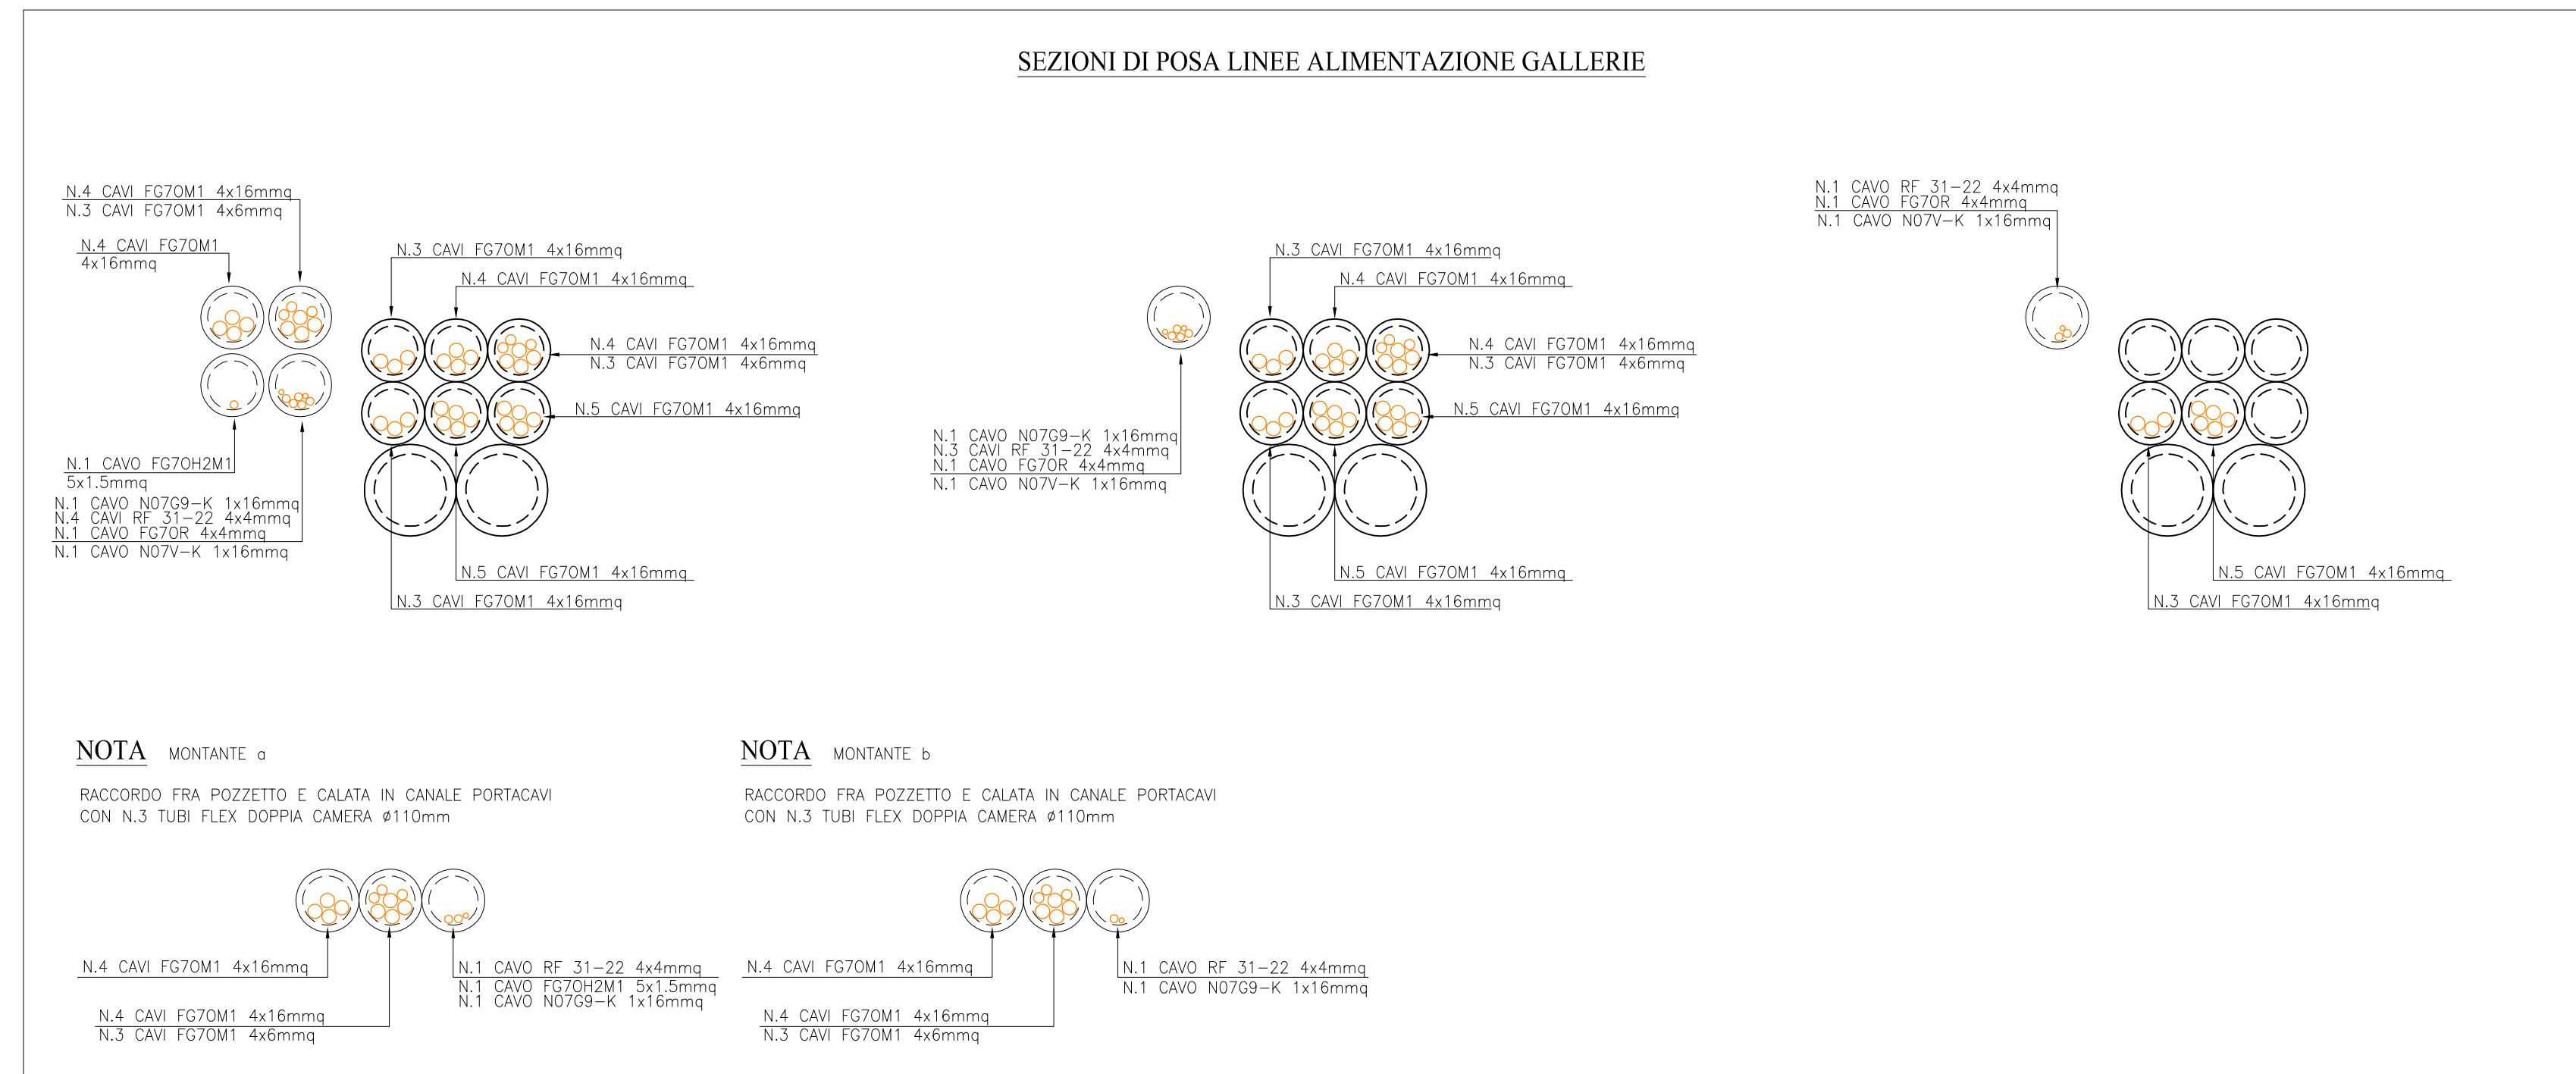 SEZIONI DI POSA LINEE ALIMENTAZIONE GALLERIE
N.4 CAVI FG7OM1 4x16mmq
N.3 CAVI FG7OM1 4x6mmq
N.4 CAVI FG7OM1
4x16mmq
N.1 CAVO FG7OH2M1
5x1.5mmq
N.1 CAVO N07G9-K 1x16mmq
N.4 CAVI RF 31-22 4x4mmq
N.1 CAVO FG7OR 4x4mmq
N.1 CAVO N07V-K 1x16mmq
N.3 CAVI FG7OM1 4x16mmq
N.4 CAVI FG7OM1 4x16mmq
N.4 CAVI FG7OM1 4x16mmq
N.3 CAVI FG7OM1 4x6mmq
N.5 CAVI FG7OM1 4x16mmq
N.5 CAVI FG7OM1 4x16mmq
N.3 CAVI FG7OM1 4x16mmq
N.1 CAVO N07G9-K 1x16mmq
N.3 CAVI RF 31-22 4x4mmq
N.1 CAVO FG7OR 4x4mmq
N.1 CAVO N07V-K 1x16mmq
N.3 CAVI FG7OM1 4x16mmq
N.4 CAVI FG7OM1 4x16mmq
N.4 CAVI FG7OM1 4x16mmq
N.3 CAVI FG7OM1 4x6mmq
N.5 CAVI FG7OM1 4x16mmq
N.5 CAVI FG7OM1 4x16mmq
N.3 CAVI FG7OM1 4x16mmq
N.1 CAVO RF 31-22 4x4mmq
N.1 CAVO FG7OR 4x4mmq
N.1 CAVO N07V-K 1x16mmq
N.5 CAVI FG7OM1 4x16mmq
N.3 CAVI FG7OM1 4x16mmq
NOTA MONTANTE a
RACCORDO FRA POZZETTO E CALATA IN CANALE PORTACAVI
CON N.3 TUBI FLEX DOPPIA CAMERA ø110mm
N.4 CAVI FG7OM1 4x16mmq
N.4 CAVI FG7OM1 4x16mmq
N.3 CAVI FG7OM1 4x6mmq
N.1 CAVO RF 31-22 4x4mmq
N.1 CAVO FG7OH2M1 5x1.5mmq
N.1 CAVO N07G9-K 1x16mmq
NOTA MONTANTE b
RACCORDO FRA POZZETTO E CALATA IN CANALE PORTACAVI
CON N.3 TUBI FLEX DOPPIA CAMERA ø110mm
N.4 CAVI FG7OM1 4x16mmq
N.4 CAVI FG7OM1 4x16mmq
N.3 CAVI FG7OM1 4x6mmq
N.1 CAVO RF 31-22 4x4mmq
N.1 CAVO N07G9-K 1x16mmq